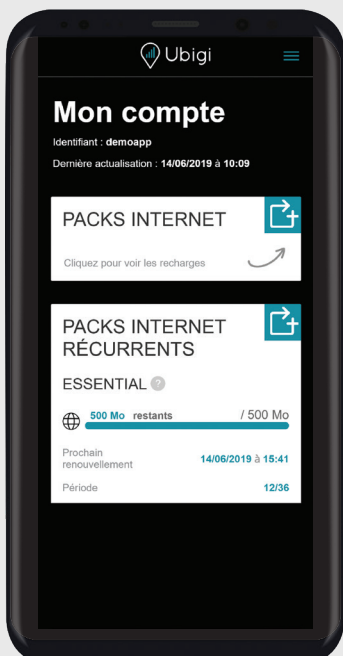 Ubigi
Mon compte
Identifiant : demoapp
Dernière actualisation : 14/06/2019 à 10:09
PACKS INTERNET
Cliquez pour voir les recharges
PACKS INTERNET
RÉCURRENTS
ESSENTIAL ?
500 Mo restants / 500 Mo
Prochain
renouvellement
14/06/2019 à 15:41
Période 12/36